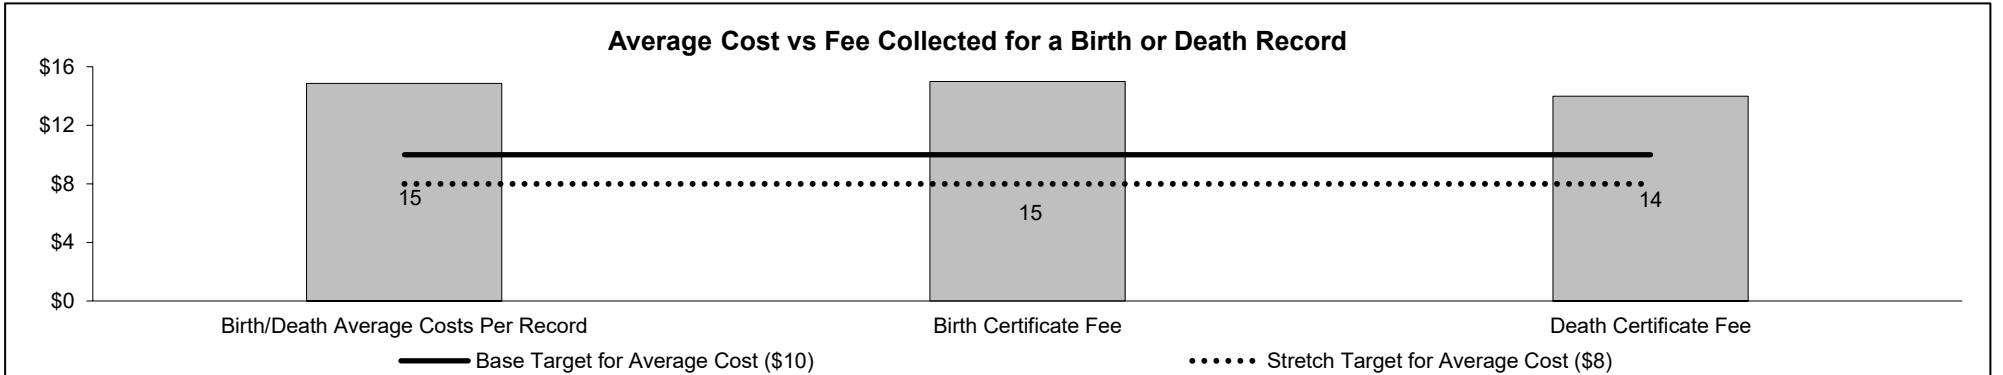 Average Cost vs Fee Collected for a Birth or Death Record
$16
$12
$8
$4
$0
15
15
14
Birth/Death Average Costs Per Record
Birth Certificate Fee
Death Certificate Fee
Base Target for Average Cost ($10)
Stretch Target for Average Cost ($8)